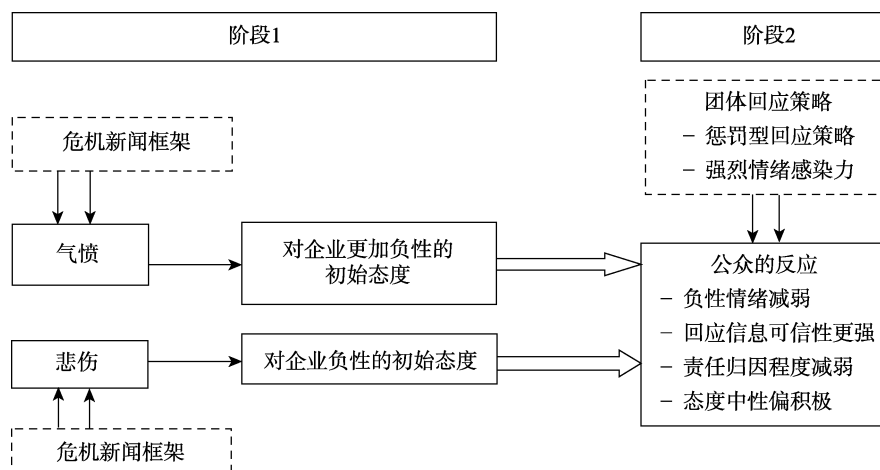 阶段1
阶段2
危机新闻框架
团体回应策略
– 惩罚型回应策略
– 强烈情绪感染力
气愤
对企业更加负性的
初始态度
公众的反应
– 负性情绪减弱
– 回应信息可信性更强
– 责任归因程度减弱
– 态度中性偏积极
悲伤
对企业负性的初始态度
危机新闻框架